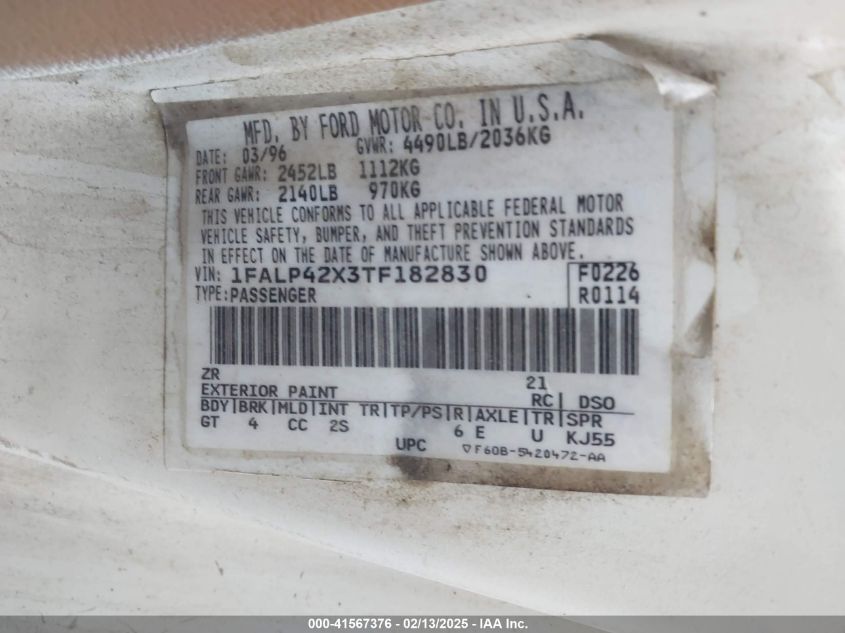 MFD. BY FORD MOTOR CO. IN U.S.A.
DATE: 03/96 GVWR: 4490LB/2036KG
FRONT GAWR: 2452LB 1112KG
REAR GAWR: 2140LB 970KG
THIS VEHICLE CONFORMS TO ALL APPLICABLE FEDERAL MOTOR
VEHICLE SAFETY, BUMPER, AND THEFT PREVENTION STANDARDS
IN EFFECT ON THE DATE OF MANUFACTURE SHOWN ABOVE.
VIN: 1FALP42X3TF182830 F0226
TYPE: PASSENGER R0114
ZR 21
EXTERIOR PAINT RC DSO
BDY BRK MLD INT TR TP/PS R AXLE TR SPR
GT 4 CC 2S 6 E U KJ55
UPC ▽F60B-5420472-AA
000-41567376 | 02/13/2025 - IAA Inc.